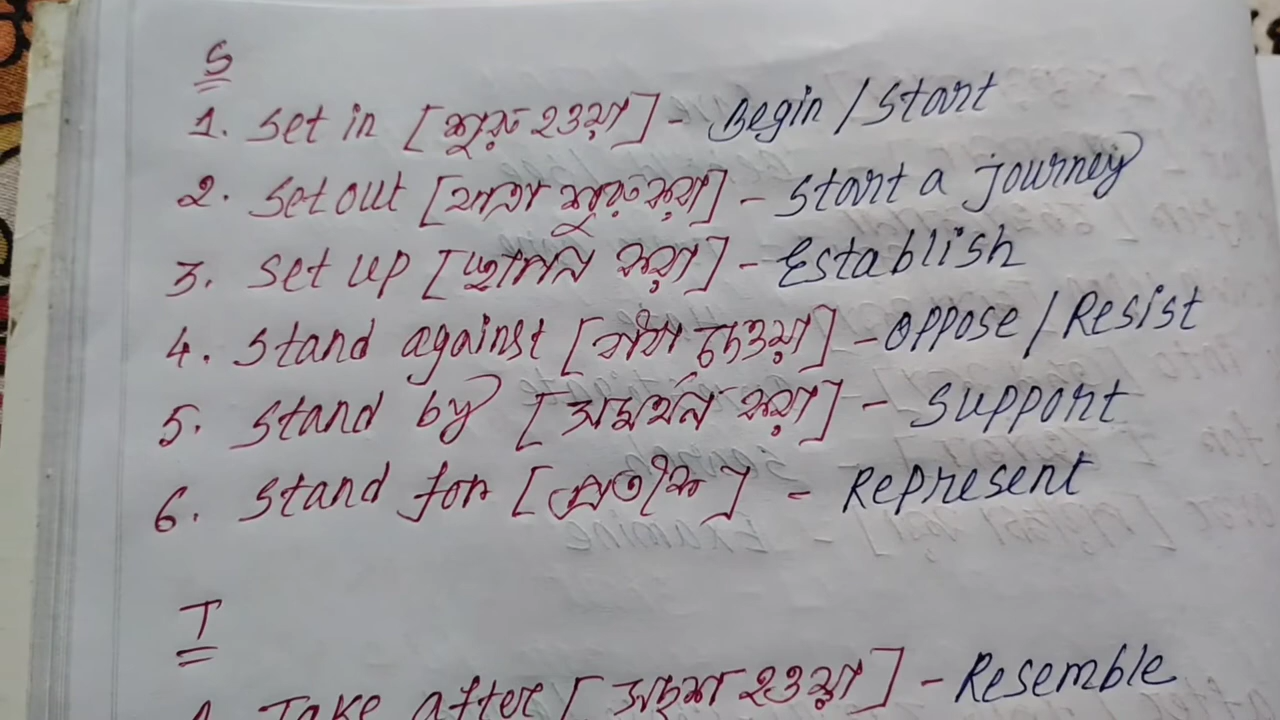 S
1. Set in [শুরু হওয়া] - Begin / Start
2. Set out [যাত্রা শুরু করা] - Start a journey
3. Set up [স্থাপন করা] - Establish
4. Stand against [বাধা দেওয়া] - Oppose / Resist
5. Stand by [সমর্থন করা] - Support
6. Stand for [] - Represent
T
1. Take after [সদৃশ হওয়া] - Resemble